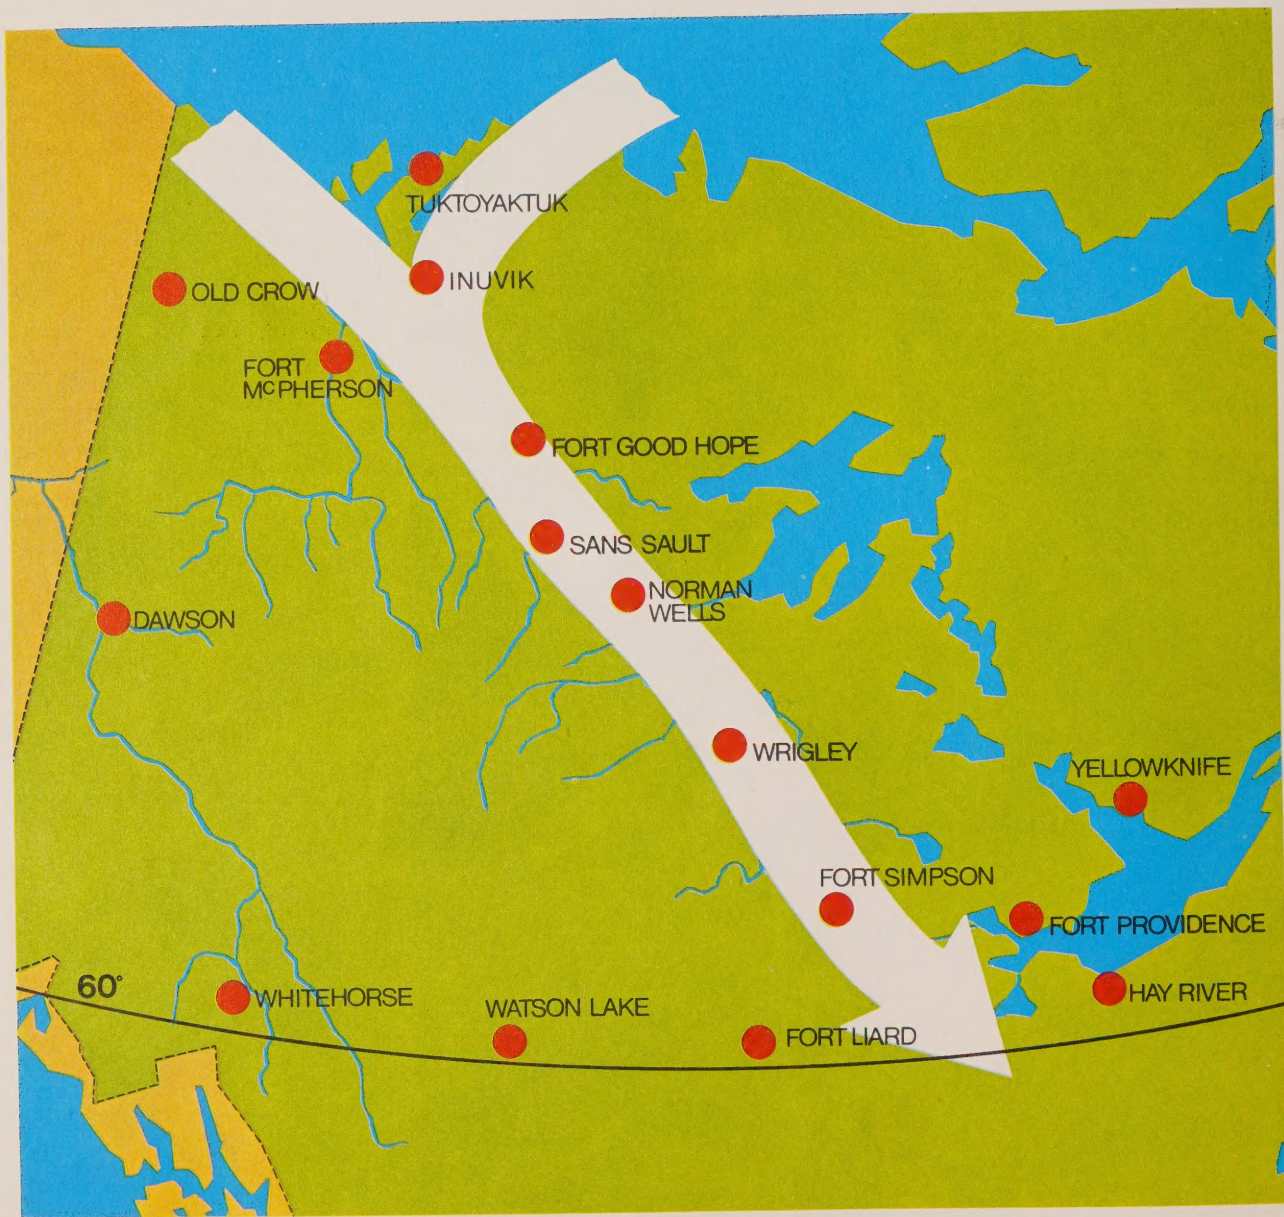 TUKTOYAKTUK
INUVIK
OLD CROW
FORT
McPHERSON
FORT GOOD HOPE
SANS SAULT
NORMAN
WELLS
DAWSON
WRIGLEY
YELLOWKNIFE
FORT SIMPSON
FORT PROVIDENCE
60°
WHITEHORSE
WATSON LAKE
HAY RIVER
FORT LIARD